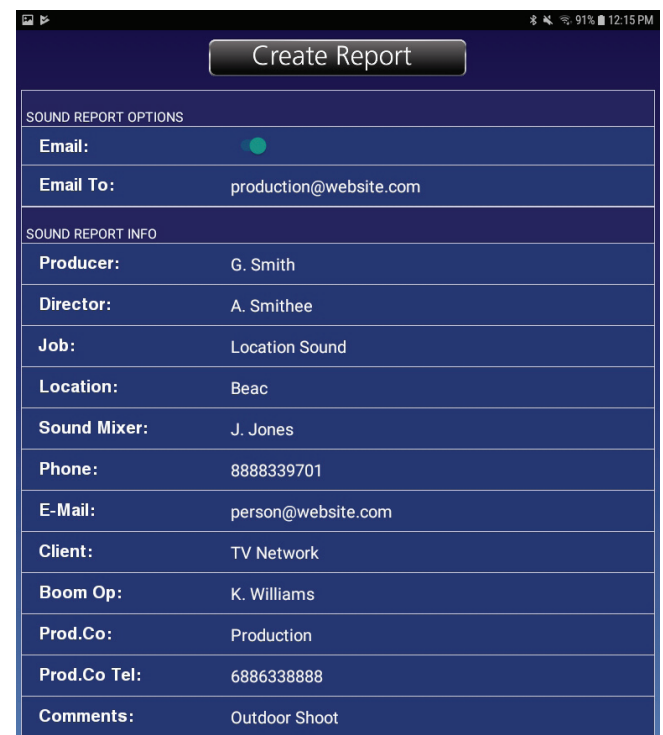 91% 12:15 PM
Create Report
SOUND REPORT OPTIONS
Email:
Email To: production@website.com
SOUND REPORT INFO
Producer: G. Smith
Director: A. Smithee
Job: Location Sound
Location: Beac
Sound Mixer: J. Jones
Phone: 8888339701
E-Mail: person@website.com
Client: TV Network
Boom Op: K. Williams
Prod.Co: Production
Prod.Co Tel: 6886338888
Comments: Outdoor Shoot